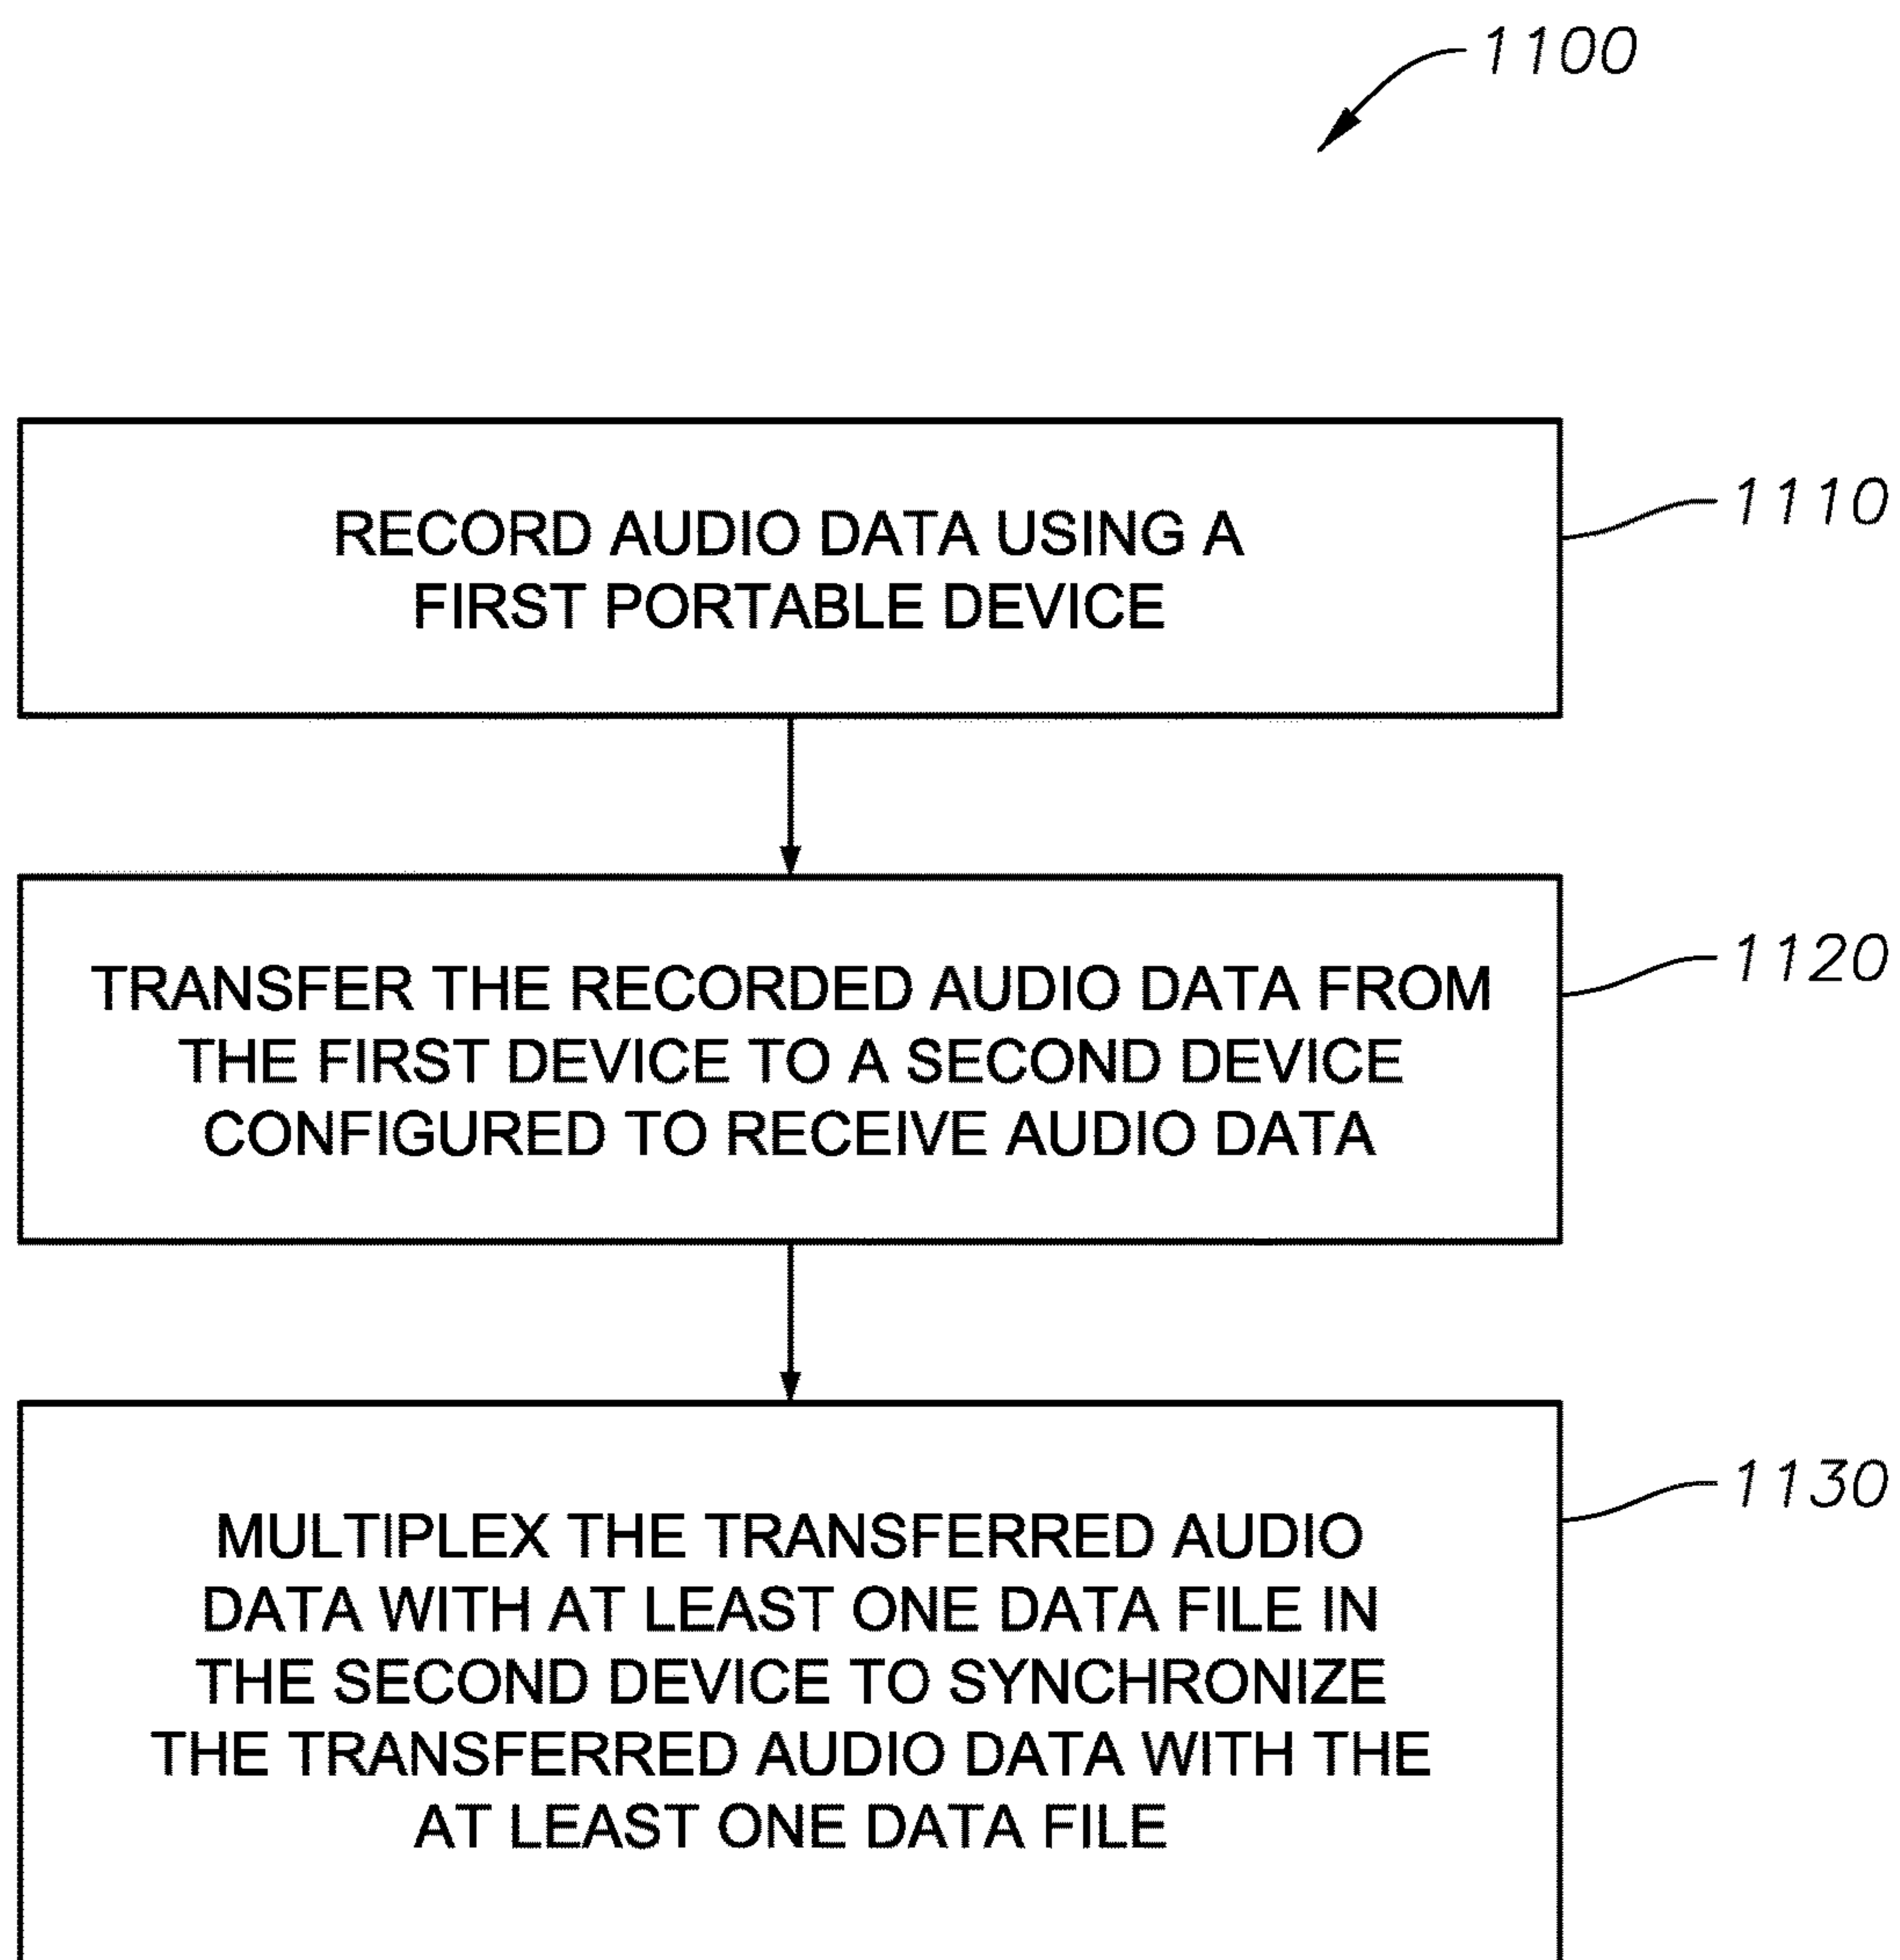 1100
RECORD AUDIO DATA USING A
FIRST PORTABLE DEVICE
1110
TRANSFER THE RECORDED AUDIO DATA FROM
THE FIRST DEVICE TO A SECOND DEVICE
CONFIGURED TO RECEIVE AUDIO DATA
1120
MULTIPLEX THE TRANSFERRED AUDIO
DATA WITH AT LEAST ONE DATA FILE IN
THE SECOND DEVICE TO SYNCHRONIZE
THE TRANSFERRED AUDIO DATA WITH THE
AT LEAST ONE DATA FILE
1130